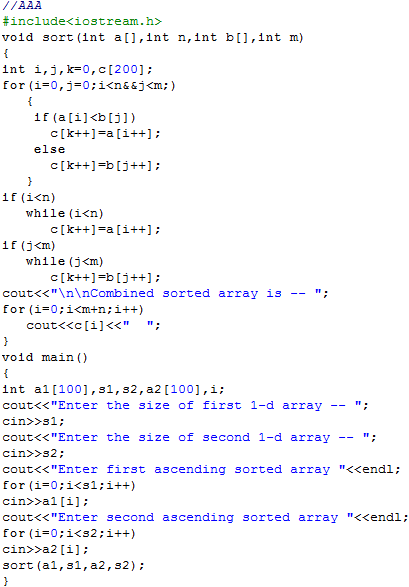 //AAA
#include<iostream.h>
void sort(int a[],int n,int b[],int m)
{
int i,j,k=0,c[200];
for(i=0,j=0;i<n&&j<m;)
{
if(a[i]<b[j])
c[k++]=a[i++];
else
c[k++]=b[j++];
}
if(i<n)
while(i<n)
c[k++]=a[i++];
if(j<m)
while(j<m)
c[k++]=b[j++];
cout<<"\n\nCombined sorted array is -- ";
for(i=0;i<m+n;i++)
cout<<c[i]<<"  ";
}
void main()
{
int a1[100],s1,s2,a2[100],i;
cout<<"Enter the size of first 1-d array -- ";
cin>>s1;
cout<<"Enter the size of second 1-d array -- ";
cin>>s2;
cout<<"Enter first ascending sorted array "<<endl;
for(i=0;i<s1;i++)
cin>>a1[i];
cout<<"Enter second ascending sorted array "<<endl;
for(i=0;i<s2;i++)
cin>>a2[i];
sort(a1,s1,a2,s2);
}